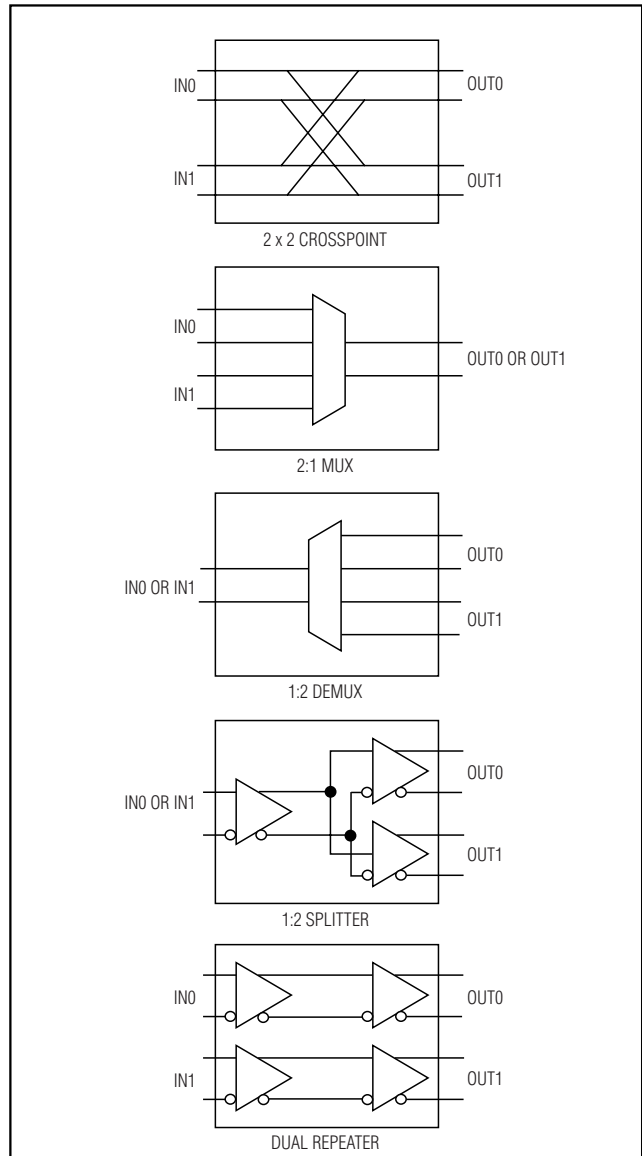 IN0
OUT0
IN1
OUT1
2 x 2 CROSSPOINT
IN0
OUT0 OR OUT1
IN1
2:1 MUX
OUT0
IN0 OR IN1
OUT1
1:2 DEMUX
OUT0
IN0 OR IN1
OUT1
1:2 SPLITTER
IN0
OUT0
IN1
OUT1
DUAL REPEATER